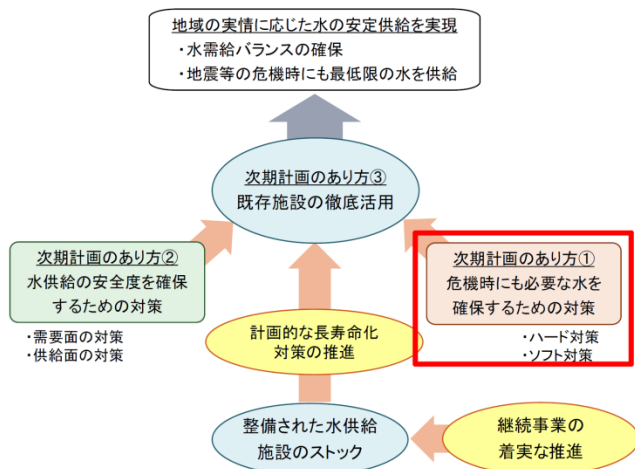 地域の実情に応じた水の安定供給を実現
・水需給バランスの確保
・地震等の危機時にも最低限の水を供給
次期計画のあり方③
既存施設の徹底活用
次期計画のあり方②
水供給の安全度を確保
するための対策
・需要面の対策
・供給面の対策
次期計画のあり方①
危機時にも必要な水を
確保するための対策
・ハード対策
・ソフト対策
計画的な長寿命化
対策の推進
整備された水供給
施設のストック
継続事業の
着実な推進